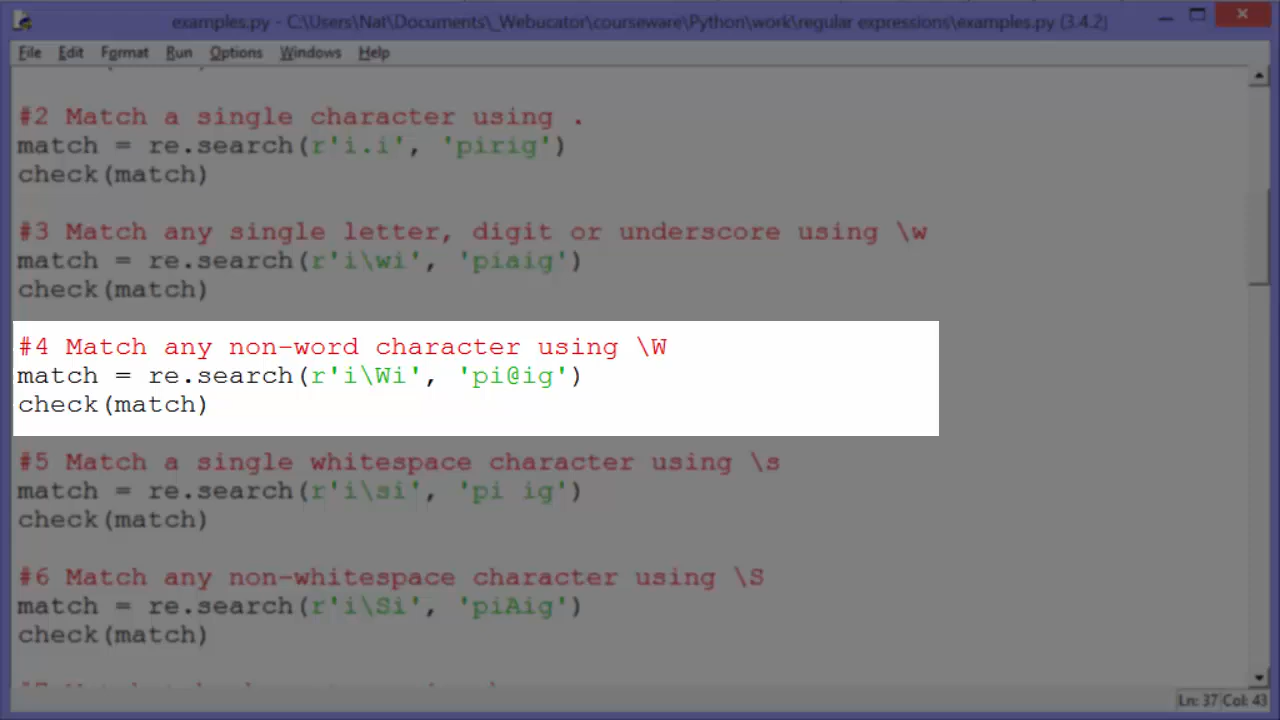 examples.py - C:\Users\Nat\Documents\_Webucator\courseware\Python\work\regular expressions\examples.py (3.4.2)
File Edit Format Run Options Windows Help
#2 Match a single character using .
match = re.search(r'i.i', 'pirig')
check(match)
#3 Match any single letter, digit or underscore using \w
match = re.search(r'i\wi', 'piaig')
check(match)
#4 Match any non-word character using \W
match = re.search(r'i\Wi', 'pi@ig')
check(match)
#5 Match a single whitespace character using \s
match = re.search(r'i\si', 'pi ig')
check(match)
#6 Match any non-whitespace character using \S
match = re.search(r'i\Si', 'piAig')
check(match)
Ln: 37 Col: 43